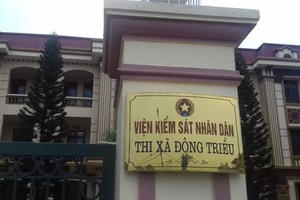 VIỆN KIỂM SÁT NHÂN DÂN
THỊ XÃ ĐÔNG TRIỀU